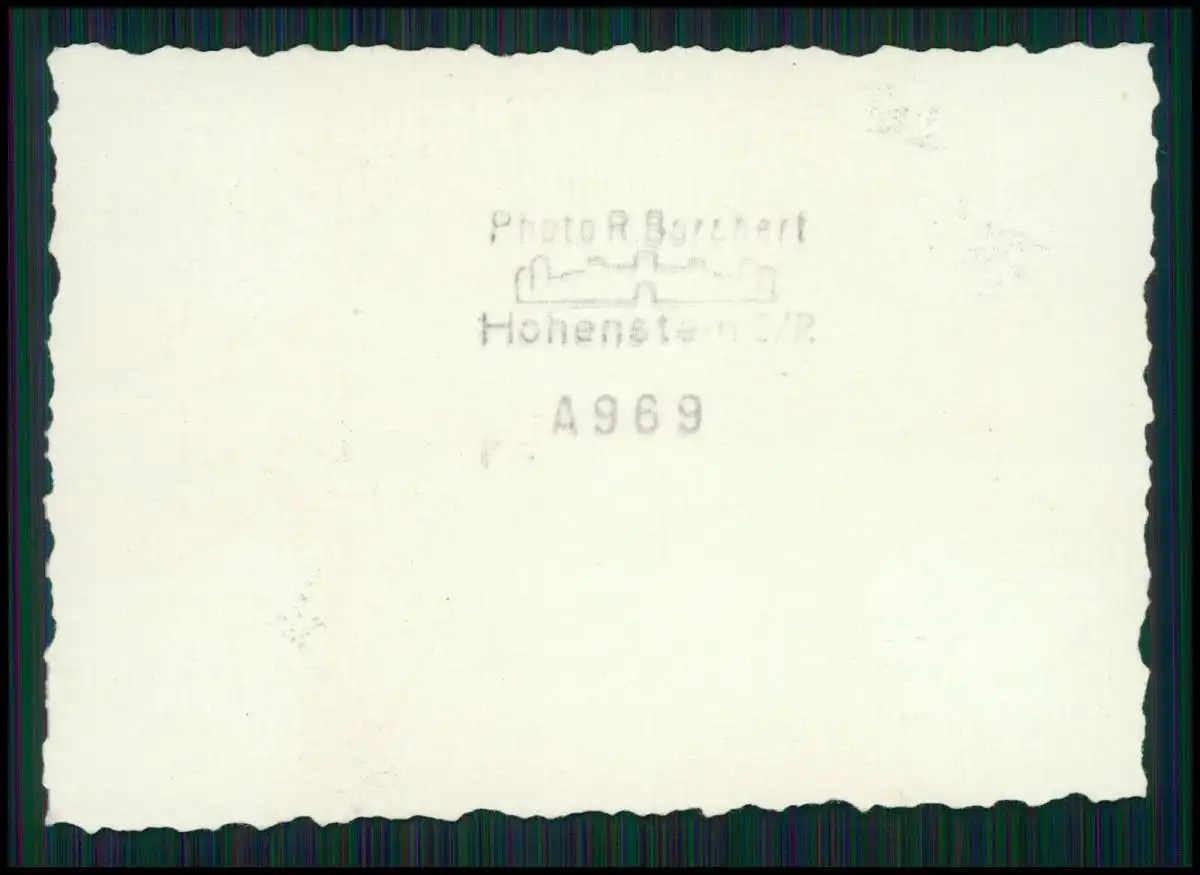 Photo R. Borchert
Hohenstein O/P.
A969